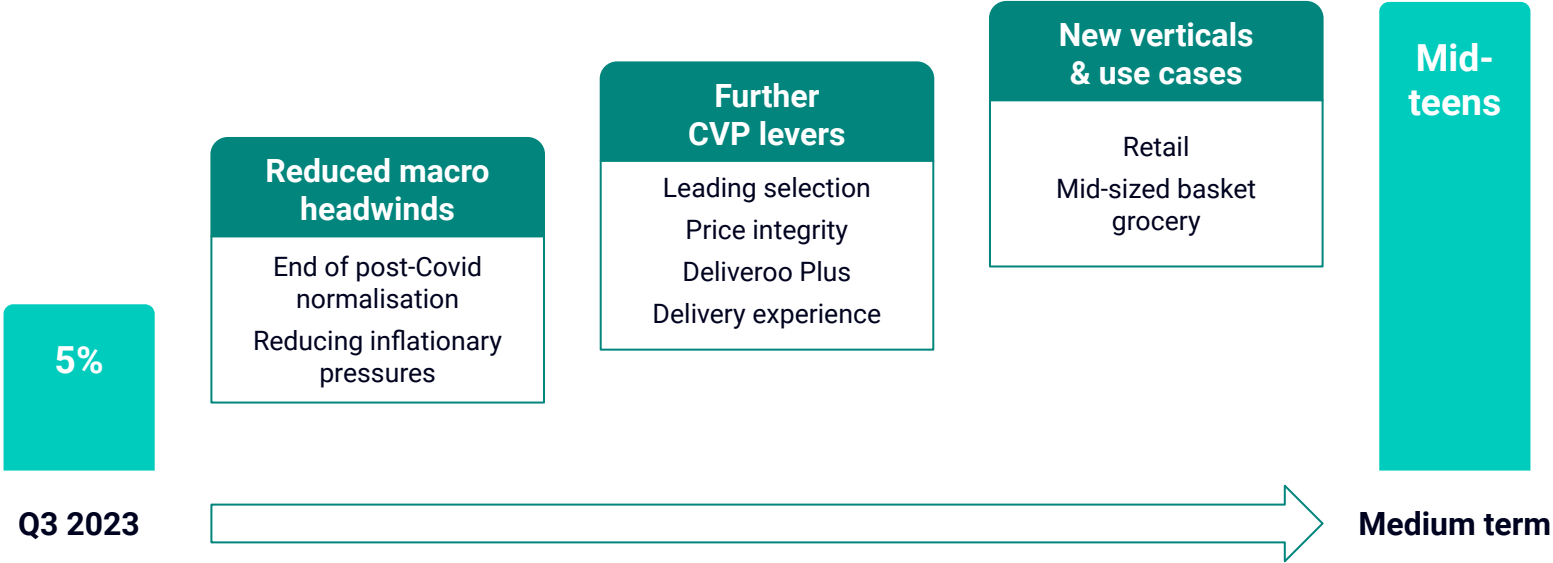 5%
Q3 2023
Reduced macro
headwinds
End of post-Covid
normalisation
Reducing inflationary
pressures
Further
CVP levers
Leading selection
Price integrity
Deliveroo Plus
Delivery experience
New verticals
& use cases
Retail
Mid-sized basket
grocery
Mid-
teens
Medium term